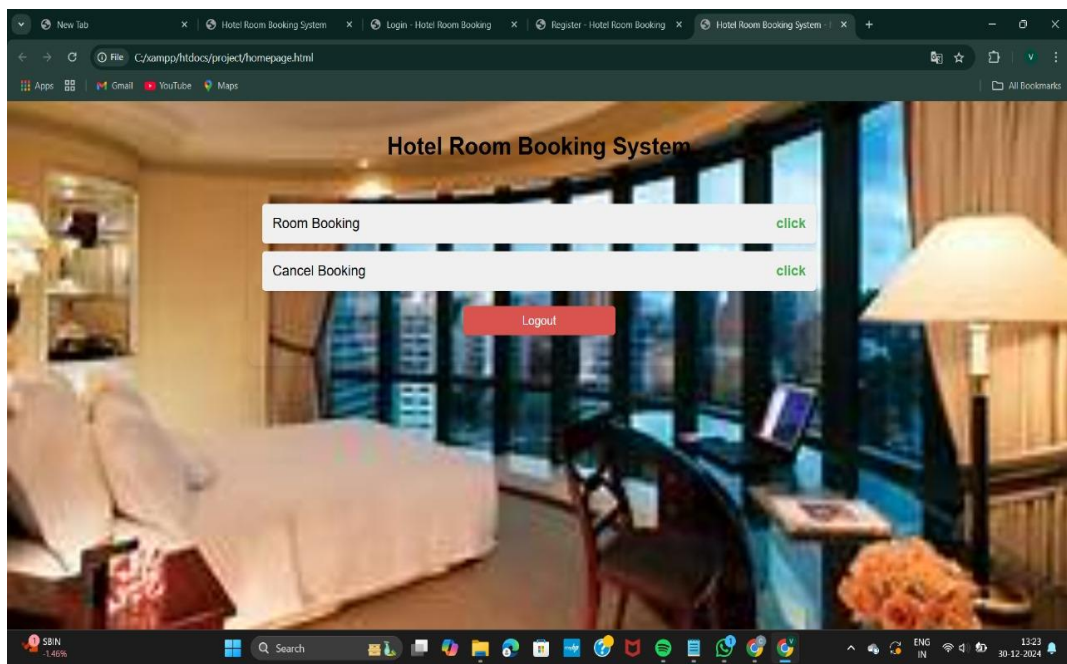 New Tab
Hotel Room Booking System
Login - Hotel Room Booking
Register - Hotel Room Booking
Hotel Room Booking System -
File C:/xampp/htdocs/project/homepage.html
Apps
Gmail
YouTube
Maps
All Bookmarks
Hotel Room Booking System
Room Booking click
Cancel Booking click
Logout
1
SBIN
-1.46%
Search
ENG
IN
13:23
30-12-2024